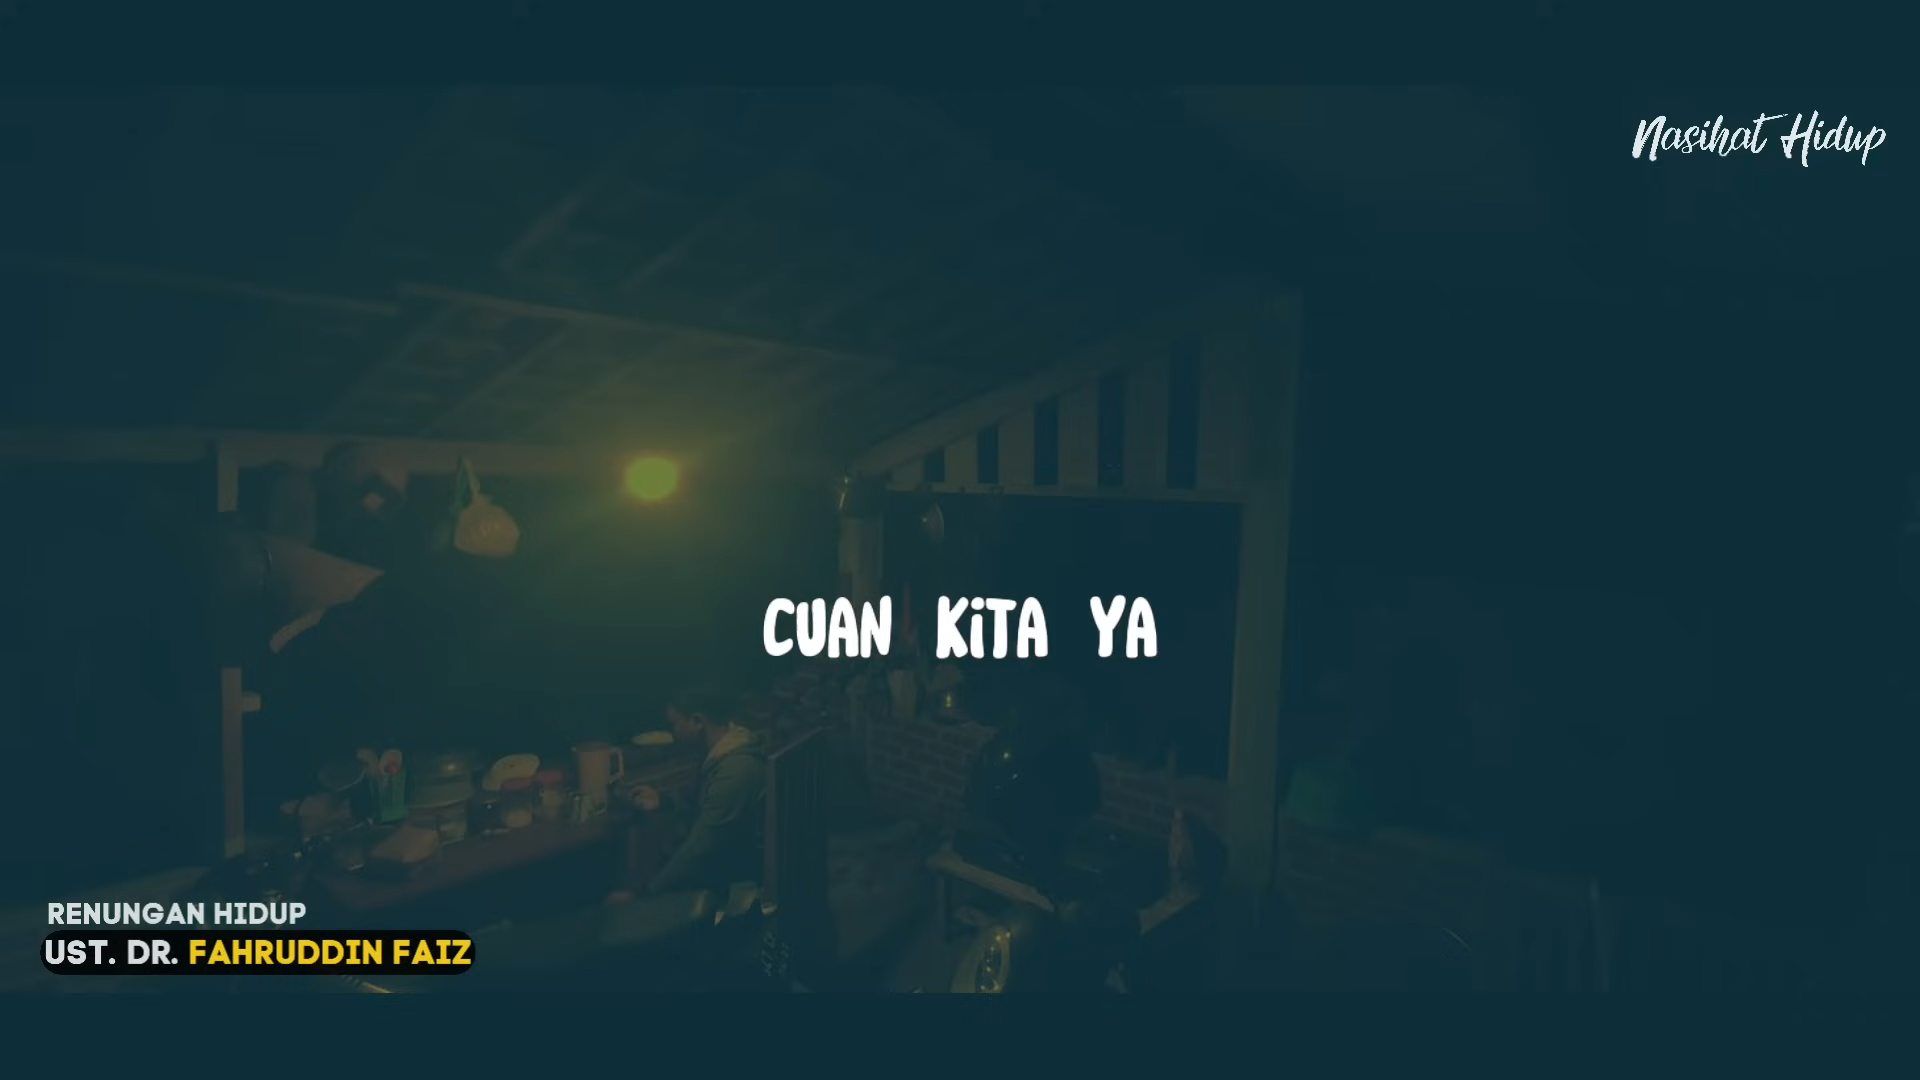 Nasihat Hidup
CUAN KiTA YA
RENUNGAN HIDUP
UST. DR. FAHRUDDIN FAIZ